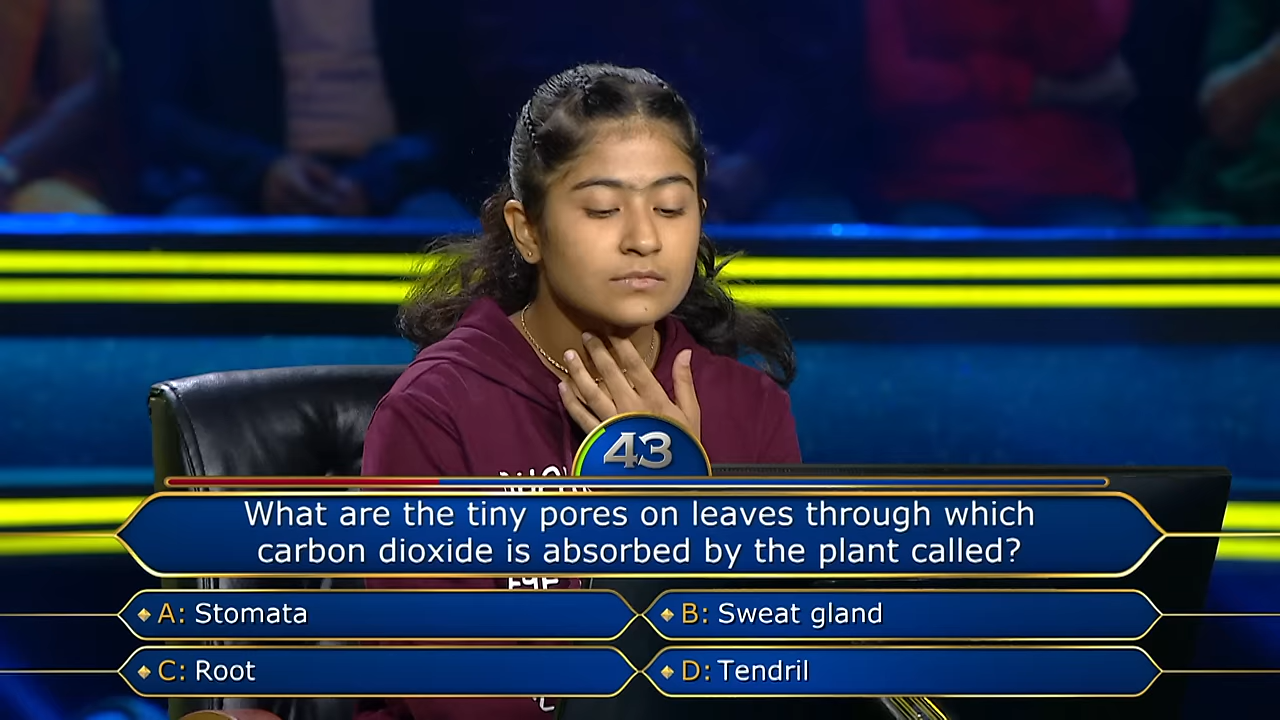 43
What are the tiny pores on leaves through which
carbon dioxide is absorbed by the plant called?
A: Stomata
B: Sweat gland
C: Root
D: Tendril